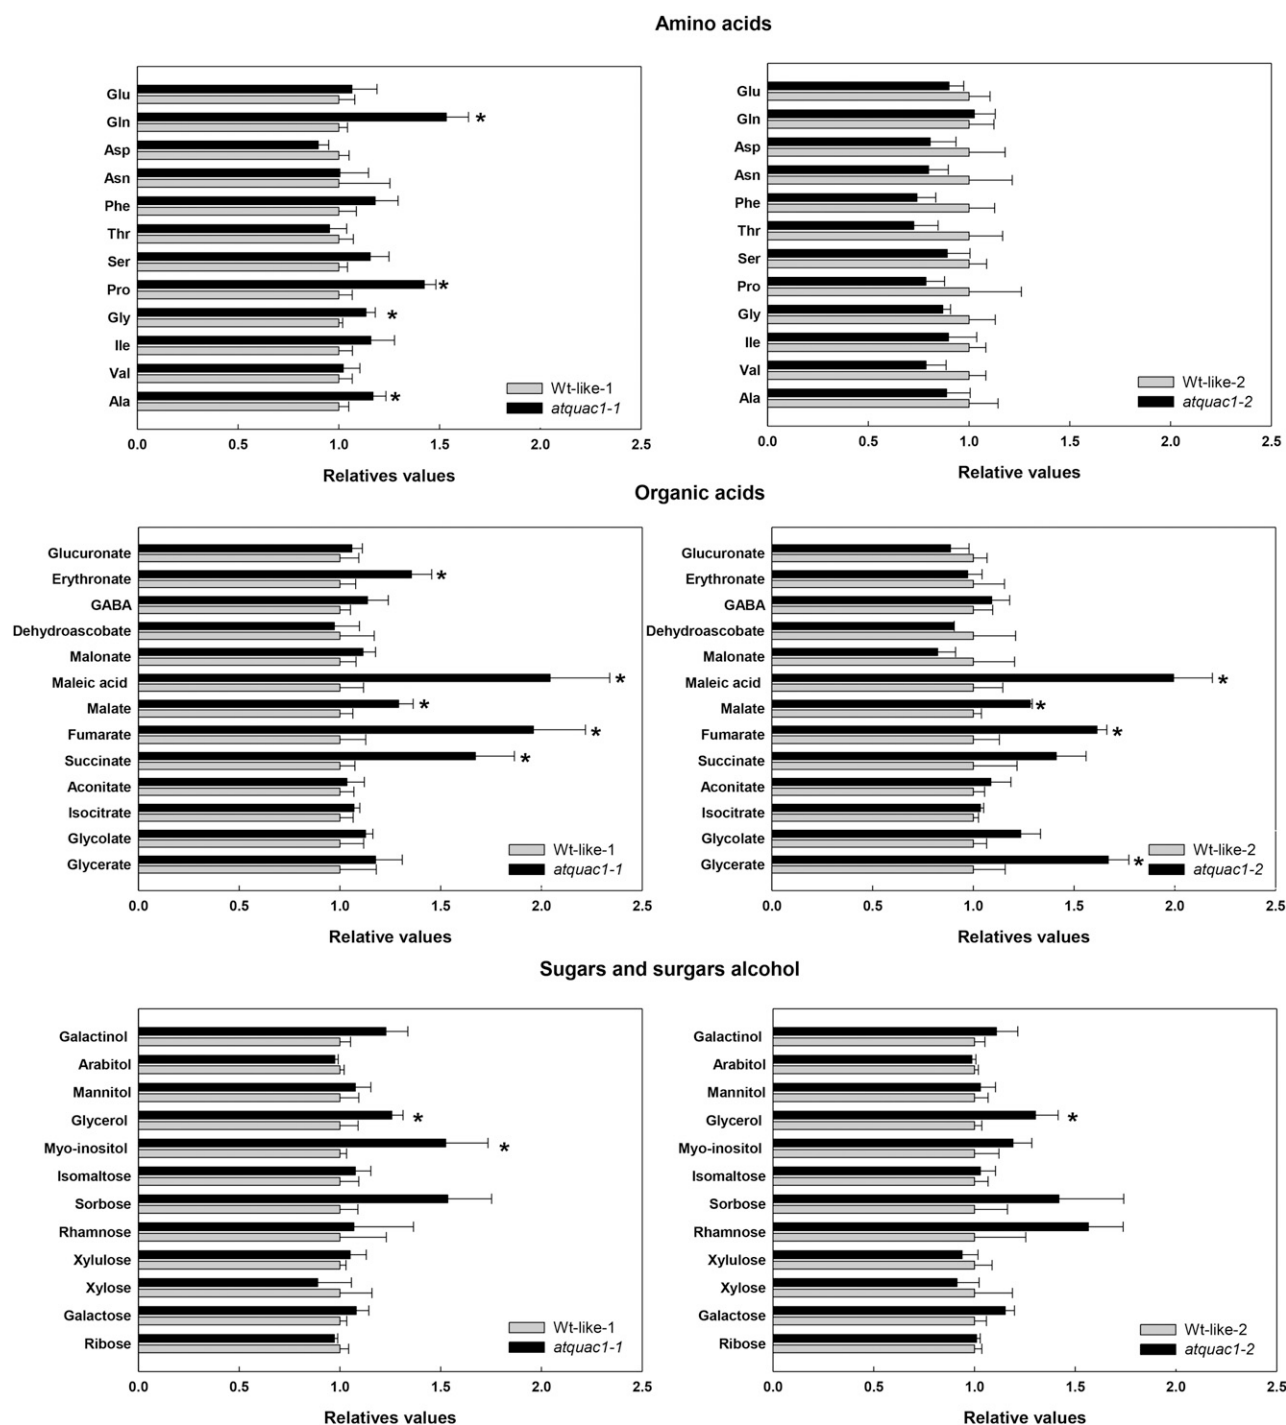 Amino acids
Glu
Gln
Asp
Asn
Phe
Thr
Ser
Pro
Gly
Ile
Val
Ala
*
*
*
*
Wt-like-1
atquac1-1
0.0 0.5 1.0 1.5 2.0 2.5
Relatives values
Glu
Gln
Asp
Asn
Phe
Thr
Ser
Pro
Gly
Ile
Val
Ala
Wt-like-2
atquac1-2
0.0 0.5 1.0 1.5 2.0 2.5
Relative values
Organic acids
Glucuronate
Erythronate
GABA
Dehydroascobate
Malonate
Maleic acid
Malate
Fumarate
Succinate
Aconitate
Isocitrate
Glycolate
Glycerate
*
*
*
*
*
Wt-like-1
atquac1-1
0.0 0.5 1.0 1.5 2.0 2.5
Relative values
Glucuronate
Erythronate
GABA
Dehydroascobate
Malonate
Maleic acid
Malate
Fumarate
Succinate
Aconitate
Isocitrate
Glycolate
Glycerate
*
*
*
*
Wt-like-2
atquac1-2
0.0 0.5 1.0 1.5 2.0 2.5
Relatives values
Sugars and surgars alcohol
Galactinol
Arabitol
Mannitol
Glycerol
Myo-inositol
Isomaltose
Sorbose
Rhamnose
Xylulose
Xylose
Galactose
Ribose
*
*
Wt-like-1
atquac1-1
0.0 0.5 1.0 1.5 2.0 2.5
Relatives values
Galactinol
Arabitol
Mannitol
Glycerol
Myo-inositol
Isomaltose
Sorbose
Rhamnose
Xylulose
Xylose
Galactose
Ribose
*
Wt-like-2
atquac1-2
0.0 0.5 1.0 1.5 2.0 2.5
Relative values